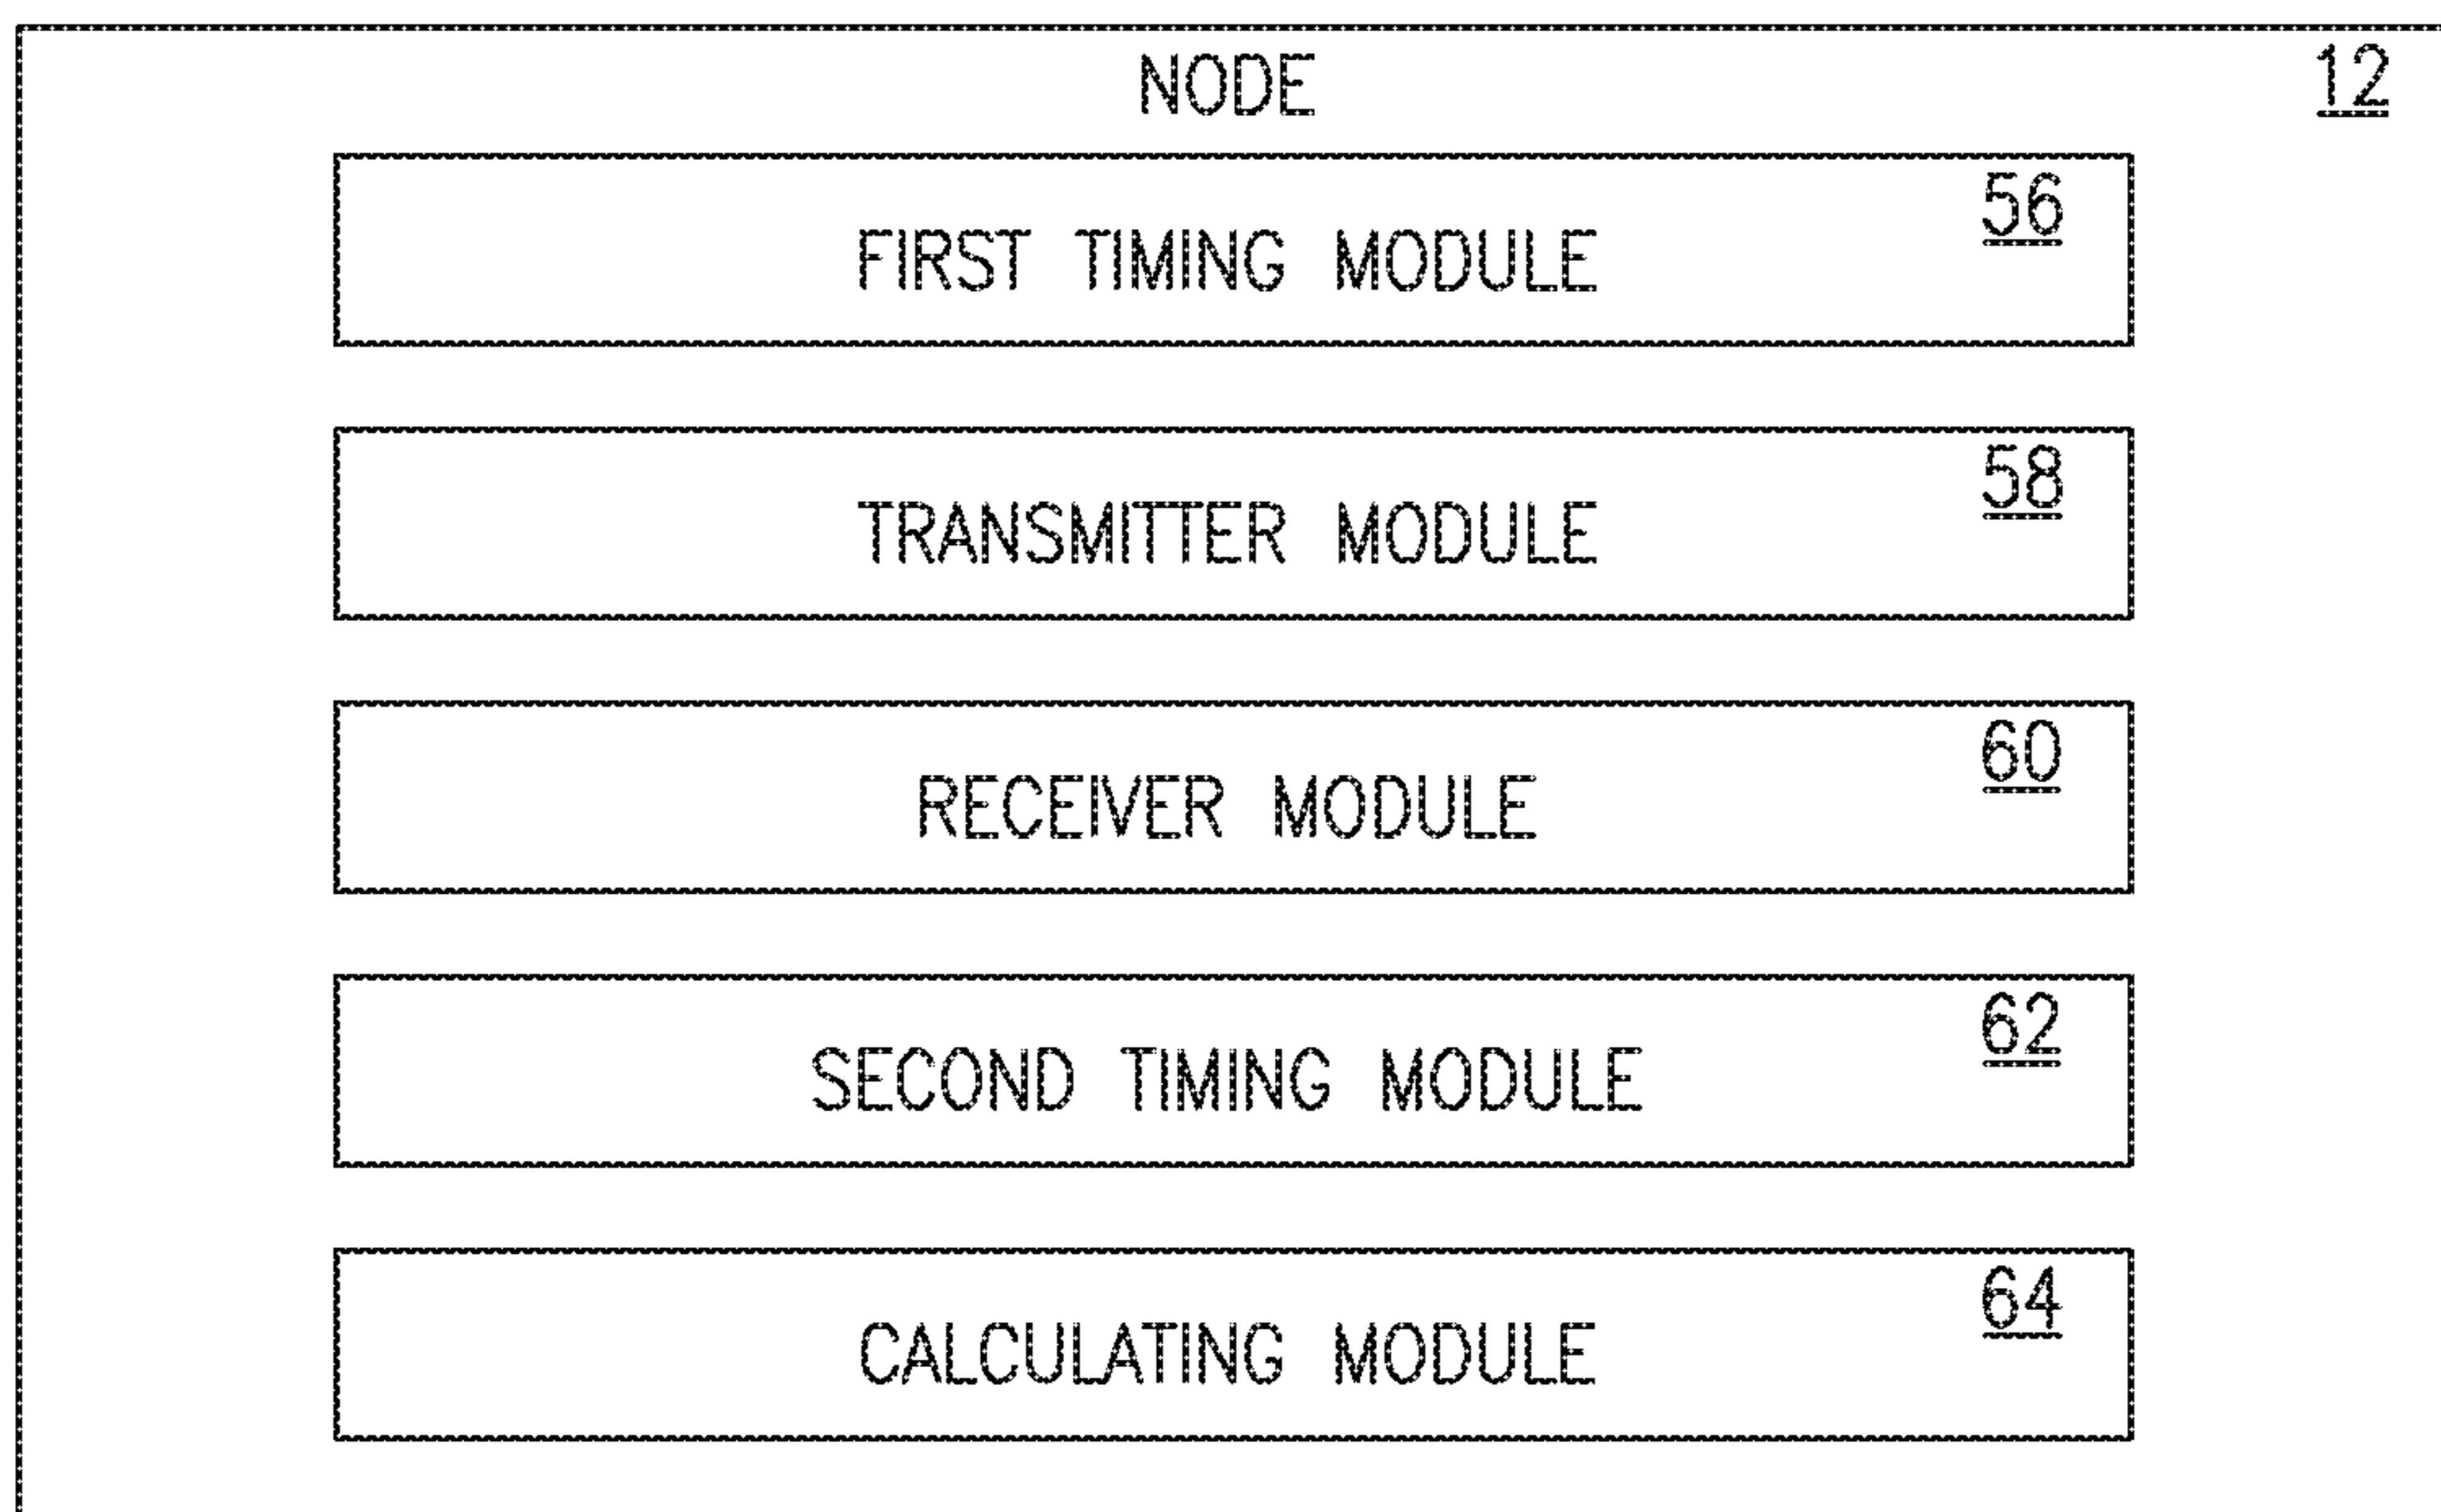 NODE 12
56
FIRST TIMING MODULE
58
TRANSMITTER MODULE
60
RECEIVER MODULE
62
SECOND TIMING MODULE
64
CALCULATING MODULE